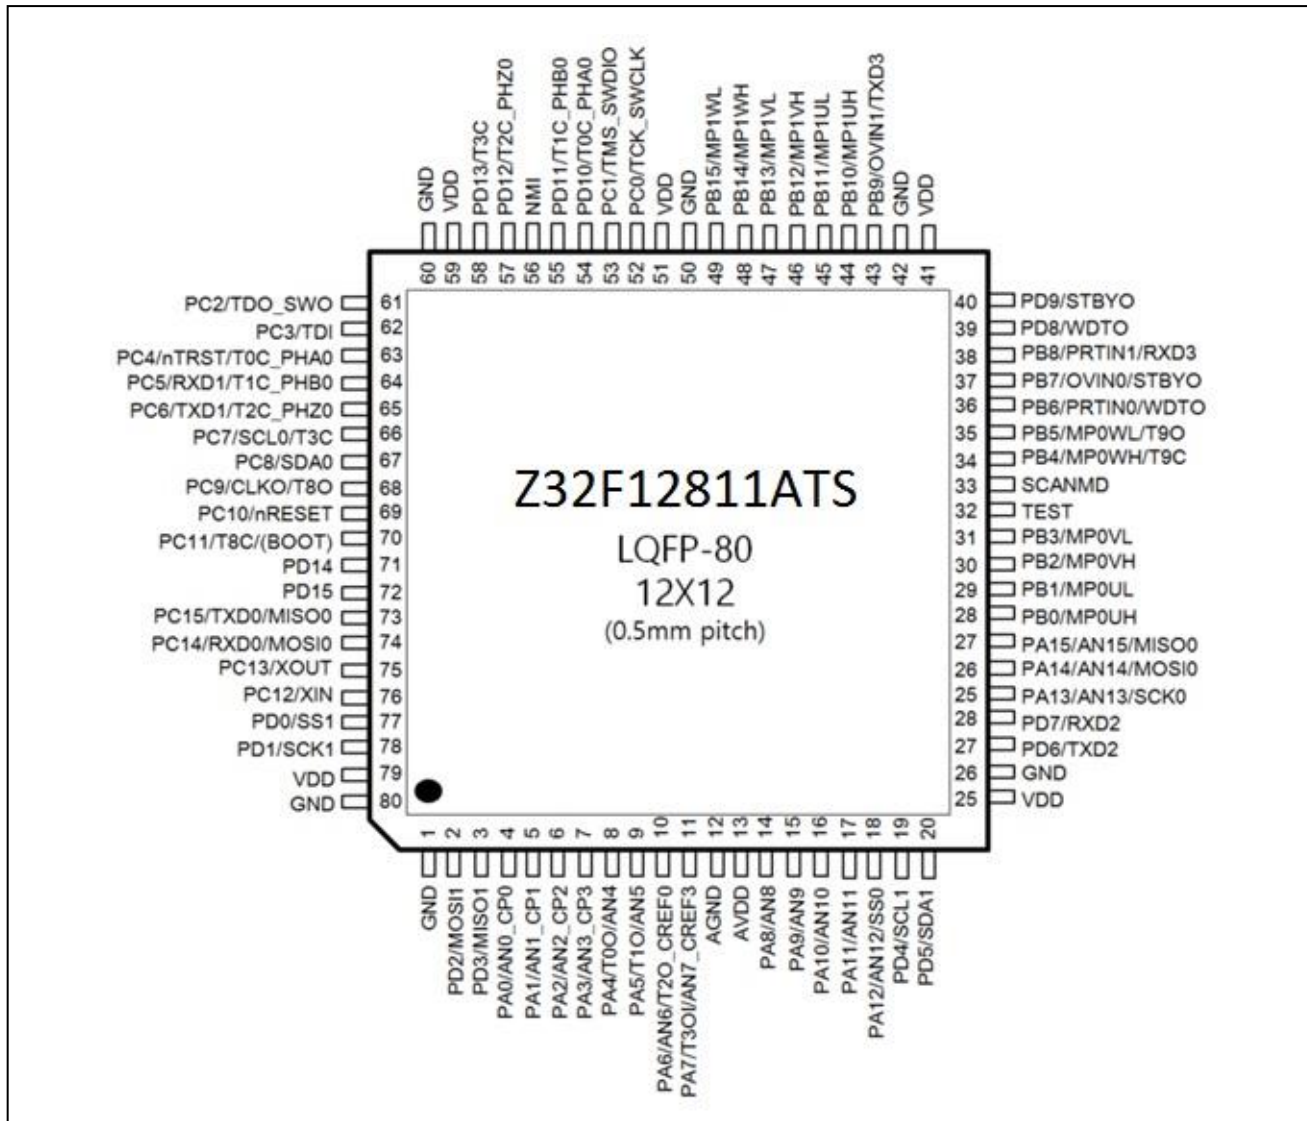 GND
VDD
PD13/T3C
PD12/T2C_PHZ0
NMI
PD11/T1C_PHB0
PD10/T0C_PHA0
PC1/TMS_SWDIO
PC0/TCK_SWCLK
VDD
GND
PB15/MP1WL
PB14/MP1WH
PB13/MP1VL
PB12/MP1VH
PB11/MP1UL
PB10/MP1UH
PB9/OVIN1/TXD3
GND
VDD
60 59 58 57 56 55 54 53 52 51 50 49 48 47 46 45 44 43 42 41
PC2/TDO_SWO 61
PC3/TDI 62
PC4/nTRST/T0C_PHA0 63
PC5/RXD1/T1C_PHB0 64
PC6/TXD1/T2C_PHZ0 65
PC7/SCL0/T3C 66
PC8/SDA0 67
PC9/CLKO/T8O 68
PC10/nRESET 69
PC11/T8C/(BOOT) 70
PD14 71
PD15 72
PC15/TXD0/MISO0 73
PC14/RXD0/MOSI0 74
PC13/XOUT 75
PC12/XIN 76
PD0/SS1 77
PD1/SCK1 78
VDD 79
GND 80
Z32F12811ATS
LQFP-80
12X12
(0.5mm pitch)
40 PD9/STBYO
39 PD8/WDTO
38 PB8/PRTIN1/RXD3
37 PB7/OVIN0/STBYO
36 PB6/PRTIN0/WDTO
35 PB5/MP0WL/T9O
34 PB4/MP0WH/T9C
33 SCANMD
32 TEST
31 PB3/MP0VL
30 PB2/MP0VH
29 PB1/MP0UL
28 PB0/MP0UH
27 PA15/AN15/MISO0
26 PA14/AN14/MOSI0
25 PA13/AN13/SCK0
28 PD7/RXD2
27 PD6/TXD2
26 GND
25 VDD
1 2 3 4 5 6 7 8 9 10 11 12 13 14 15 16 17 18 19 20
GND
PD2/MOSI1
PD3/MISO1
PA0/AN0_CP0
PA1/AN1_CP1
PA2/AN2_CP2
PA3/AN3_CP3
PA4/T0O/AN4
PA5/T1O/AN5
PA6/AN6/T2O_CREF0
PA7/T3OI/AN7_CREF3
AGND
AVDD
PA8/AN8
PA9/AN9
PA10/AN10
PA11/AN11
PA12/AN12/SS0
PD4/SCL1
PD5/SDA1